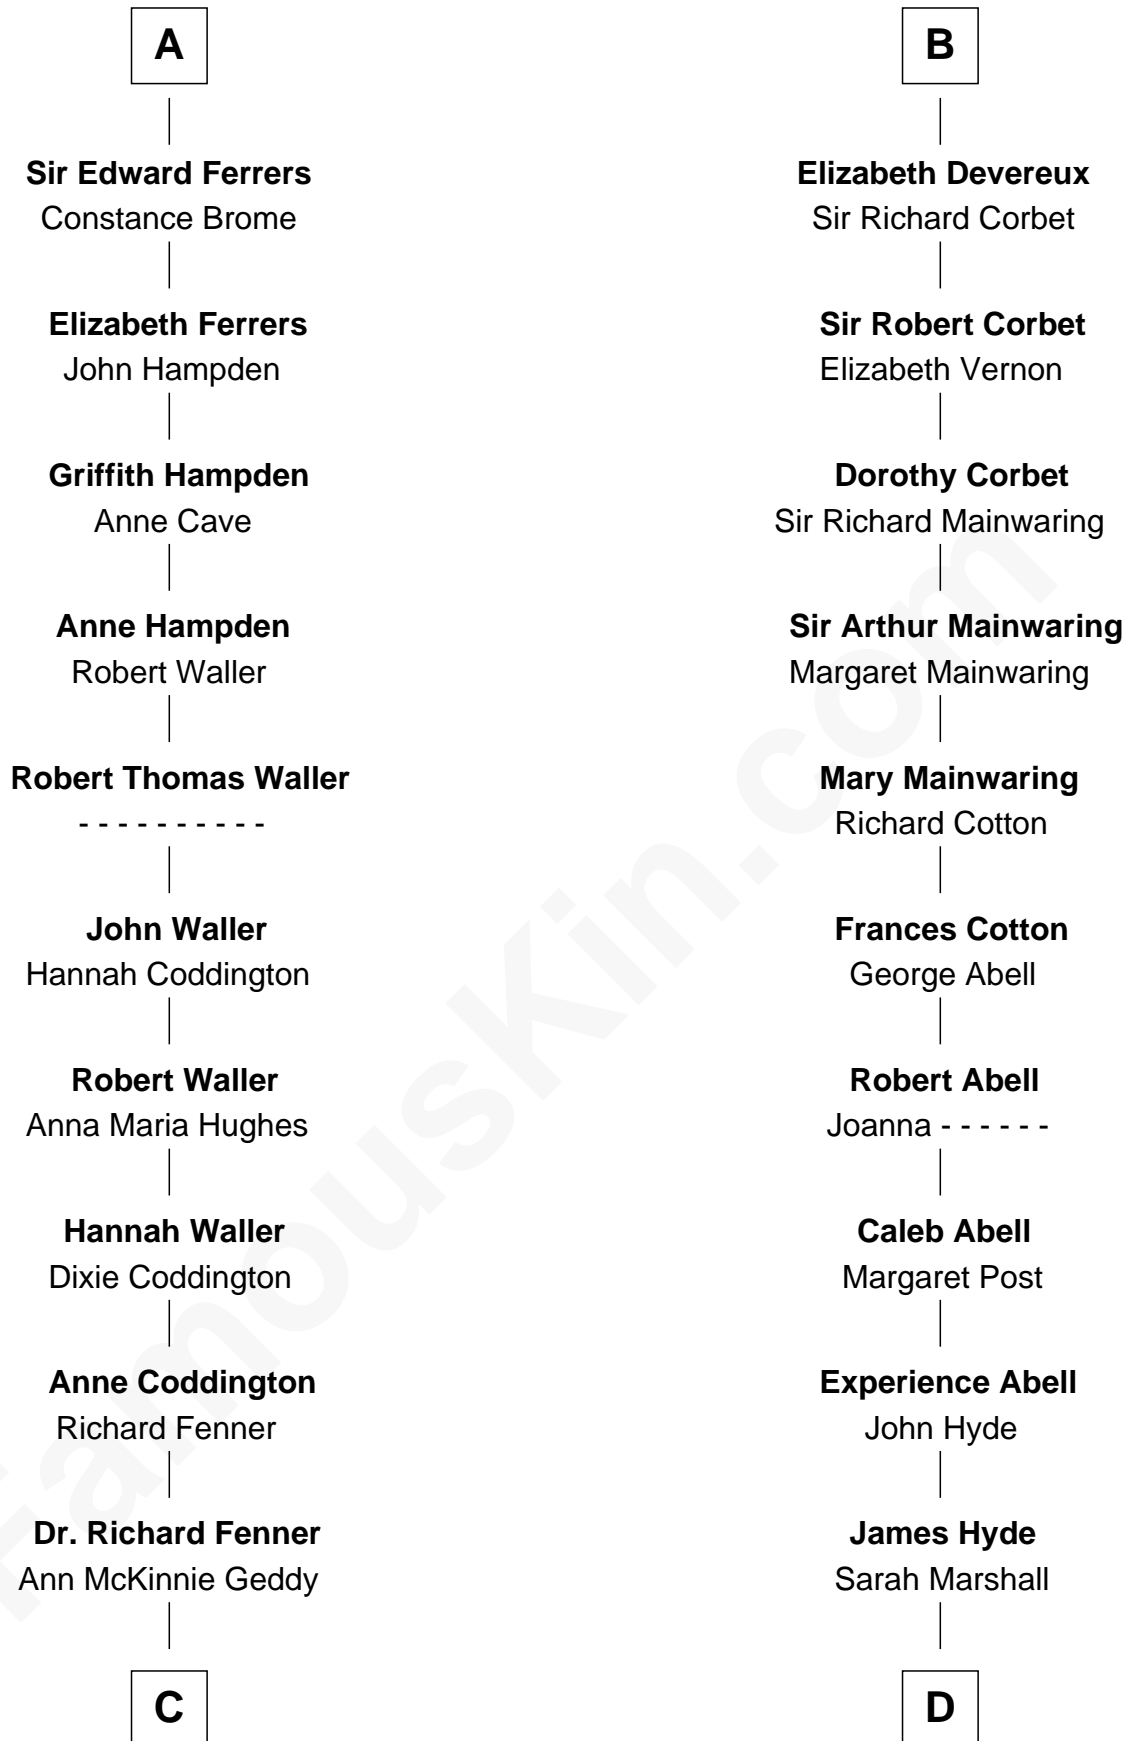 A
Sir Edward Ferrers
Constance Brome
Elizabeth Ferrers
John Hampden
Griffith Hampden
Anne Cave
Anne Hampden
Robert Waller
Robert Thomas Waller
- - - - - - - - - -
John Waller
Hannah Coddington
Robert Waller
Anna Maria Hughes
Hannah Waller
Dixie Coddington
Anne Coddington
Richard Fenner
Dr. Richard Fenner
Ann McKinnie Geddy
C
B
Elizabeth Devereux
Sir Richard Corbet
Sir Robert Corbet
Elizabeth Vernon
Dorothy Corbet
Sir Richard Mainwaring
Sir Arthur Mainwaring
Margaret Mainwaring
Mary Mainwaring
Richard Cotton
Frances Cotton
George Abell
Robert Abell
Joanna - - - - - -
Caleb Abell
Margaret Post
Experience Abell
John Hyde
James Hyde
Sarah Marshall
D
FamousKin.com